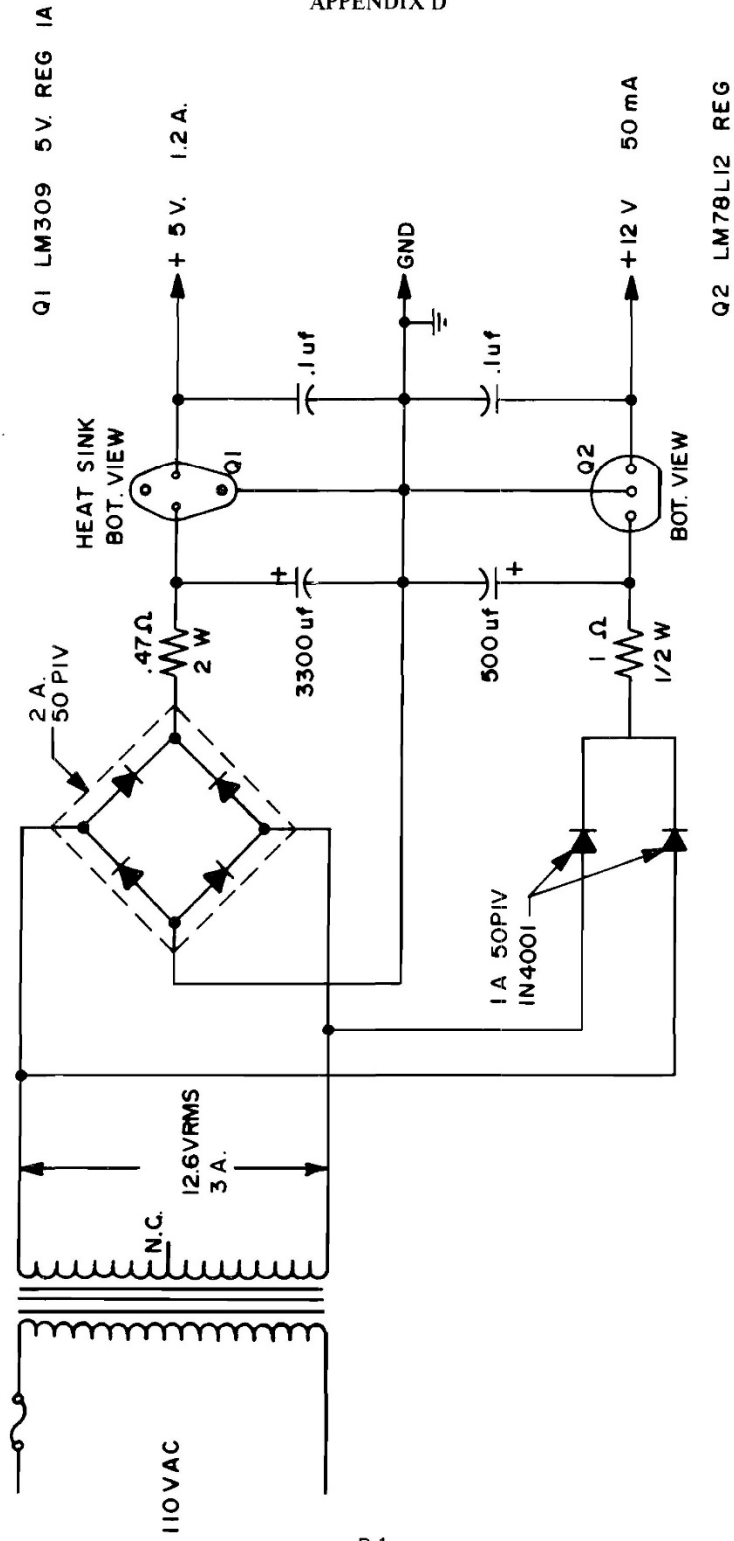 APPENDIX D
Q1 LM309 5V. REG 1A
+ 5 V. 1.2 A.
HEAT SINK
BOT. VIEW
Q1
.1uf
GND
.1uf
Q2
+12 V 50 mA
BOT. VIEW
Q2 LM78L12 REG
2 A.
50 PIV
.47Ω
2 W
+
3300uf
500uf
+
1 Ω
1/2 W
1 A 50PIV
1N4001
12.6VRMS
3 A.
N.C.
110VAC